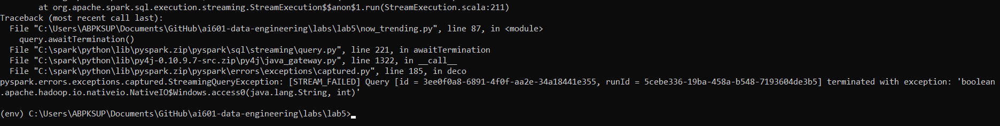 at org.apache.spark.sql.execution.streaming.StreamExecution$$anon$1.run(StreamExecution.scala:211)
Traceback (most recent call last):
  File "C:\Users\ABPKSUP\Documents\GitHub\ai601-data-engineering\labs\lab5\now_trending.py", line 87, in <module>
    query.awaitTermination()
  File "C:\spark\python\lib\pyspark.zip\pyspark\sql\streaming\query.py", line 221, in awaitTermination
  File "C:\spark\python\lib\py4j-0.10.9.7-src.zip\py4j\java_gateway.py", line 1322, in __call__
  File "C:\spark\python\lib\pyspark.zip\pyspark\errors\exceptions\captured.py", line 185, in deco
pyspark.errors.exceptions.captured.StreamingQueryException: [STREAM_FAILED] Query [id = 3ee0f0a8-6891-4f0f-aa2e-34a18441e355, runId = 5cebe336-19ba-458a-b548-7193604de3b5] terminated with exception: 'boolean
.apache.hadoop.io.nativeio.NativeIO$Windows.access0(java.lang.String, int)'
(env) C:\Users\ABPKSUP\Documents\GitHub\ai601-data-engineering\labs\lab5>